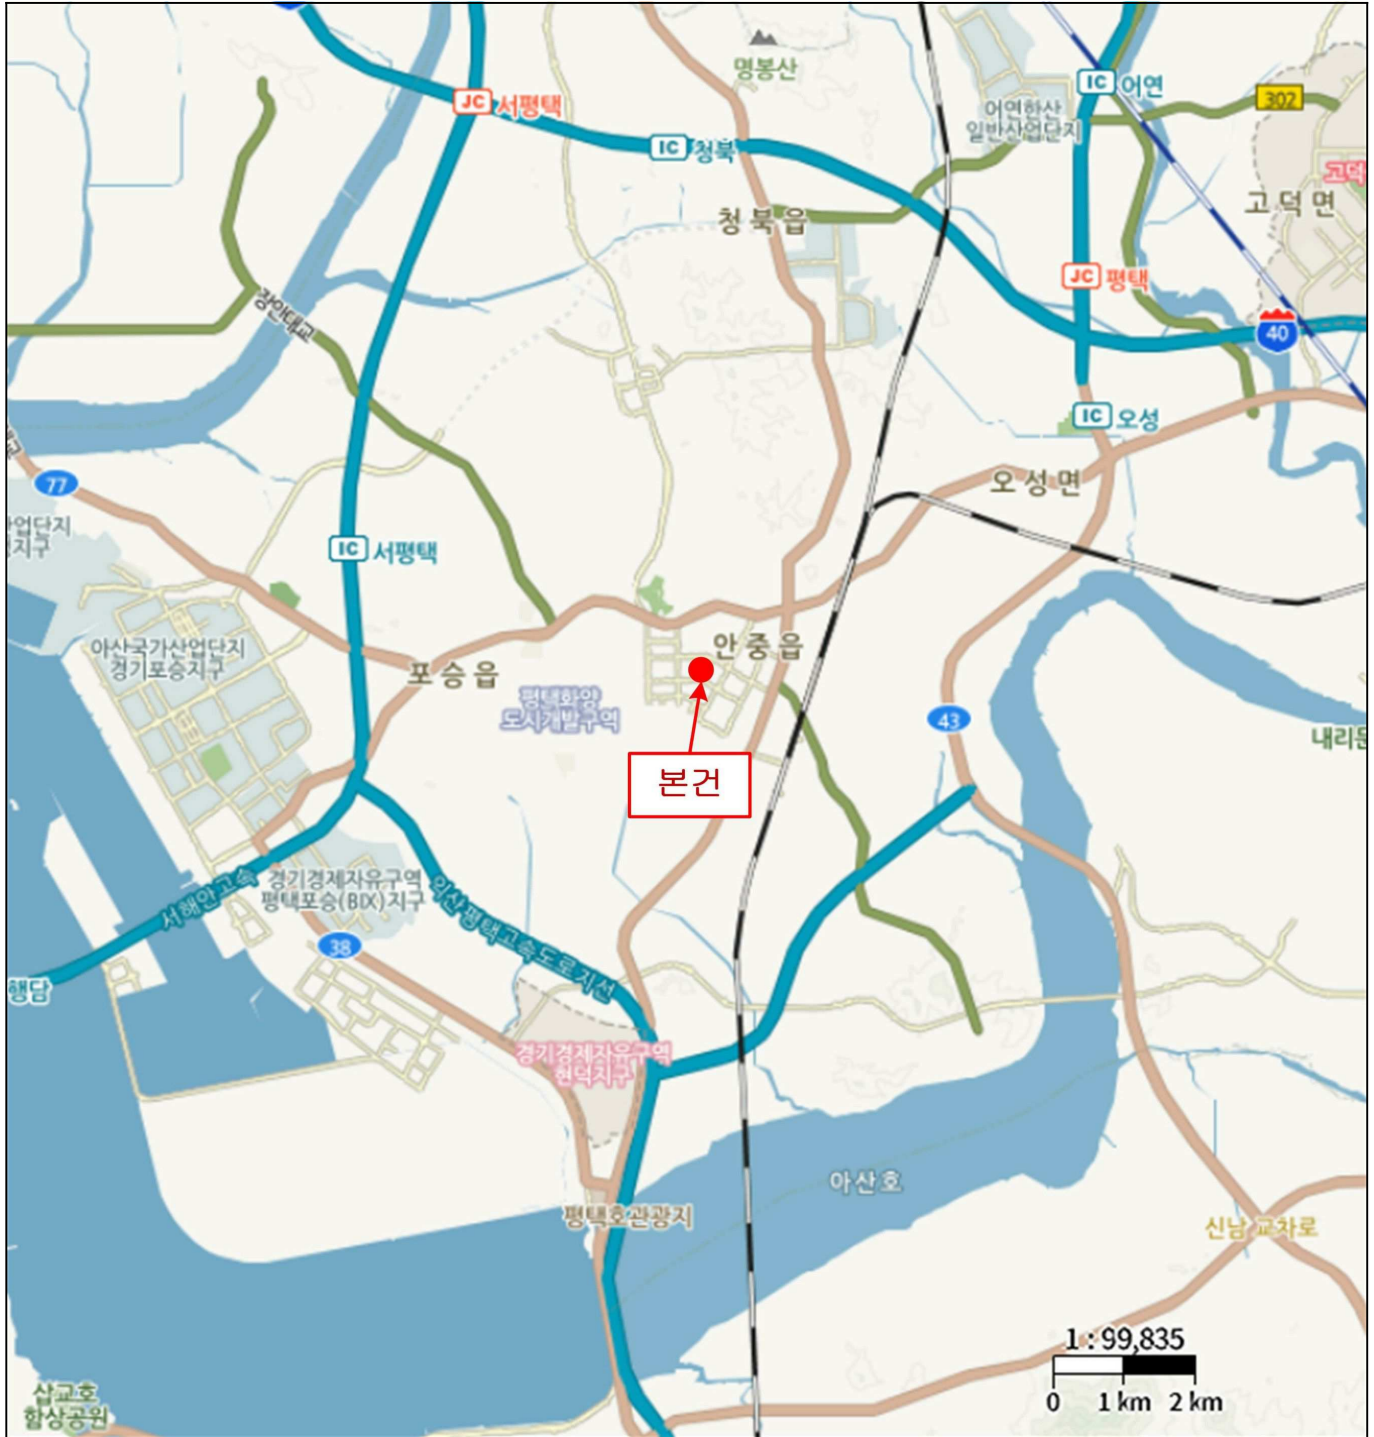 명봉산
JC 서평택
IC 어연
302
어연한산
일반산업단지
IC 청북
고덕
고덕면
청북읍
JC 평택
장안대교
40
IC 오성
오성면
77
IC 서평택
아산국가산업단지
경기포승지구
안중읍
포승읍
평택화양
도시개발구역
43
내리문
본건
경기경제자유구역
평택포승(BIX)지구
서해안고속
익산평택고속도로지선
38
행담
경기경제자유구역
현덕지구
아산호
평택호관광지
신남 교차로
1 : 99,835
0 1 km 2 km
삽교호
함상공원